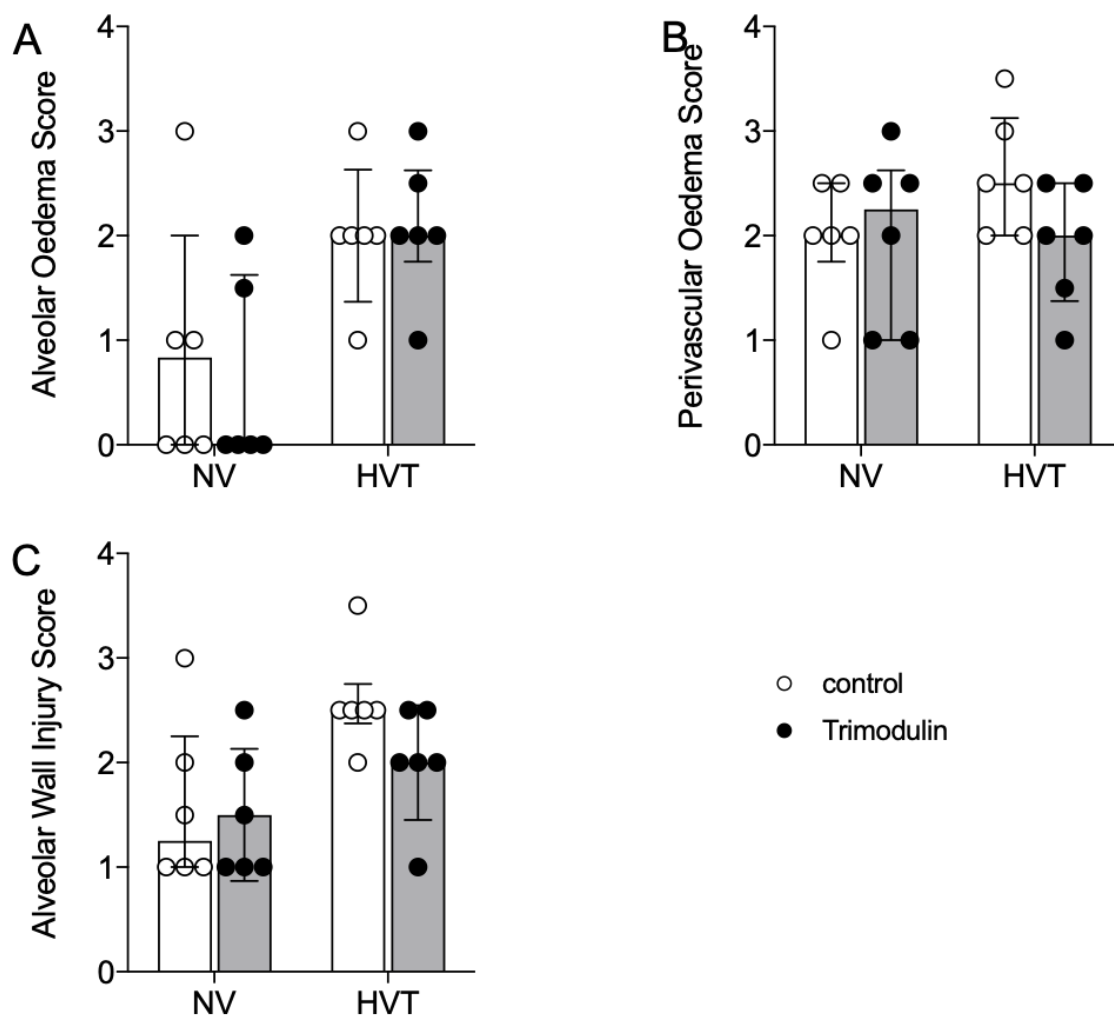 A
Alveolar Oedema Score
4
3
2
1
0
NV HVT
B
Perivascular Oedema Score
4
3
2
1
0
NV HVT
C
Alveolar Wall Injury Score
4
3
2
1
0
NV HVT
control
Trimodulin